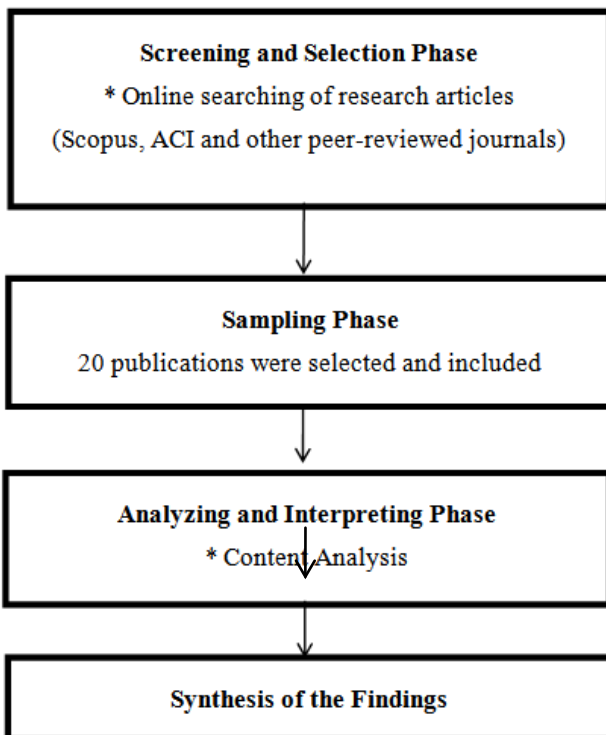 Screening and Selection Phase
* Online searching of research articles
(Scopus, ACI and other peer-reviewed journals)
Sampling Phase
20 publications were selected and included
Analyzing and Interpreting Phase
* Content Analysis
Synthesis of the Findings